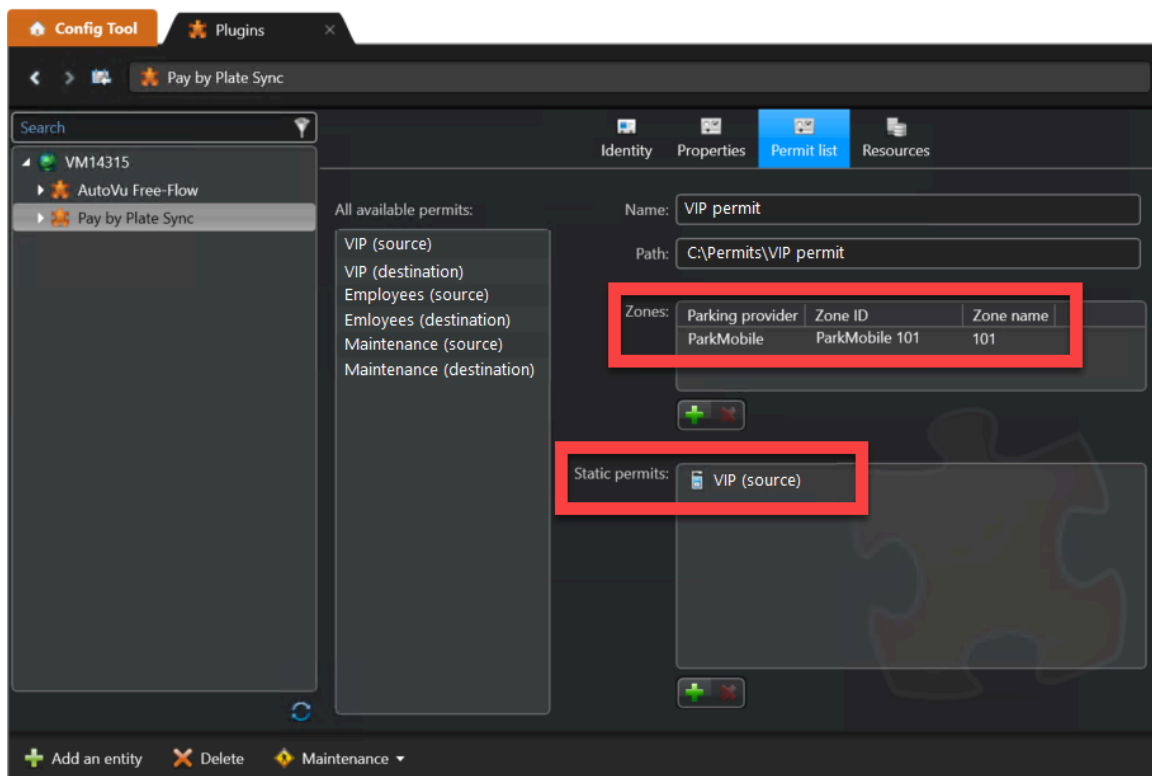 Config Tool
Plugins
Pay by Plate Sync
Search
VM14315
AutoVu Free-Flow
Pay by Plate Sync
Identity
Properties
Permit list
Resources
All available permits:
VIP (source)
VIP (destination)
Employees (source)
Emloyees (destination)
Maintenance (source)
Maintenance (destination)
Name: VIP permit
Path: C:\Permits\VIP permit
Zones: Parking provider Zone ID Zone name
ParkMobile ParkMobile 101 101
Static permits: VIP (source)
Add an entity Delete Maintenance